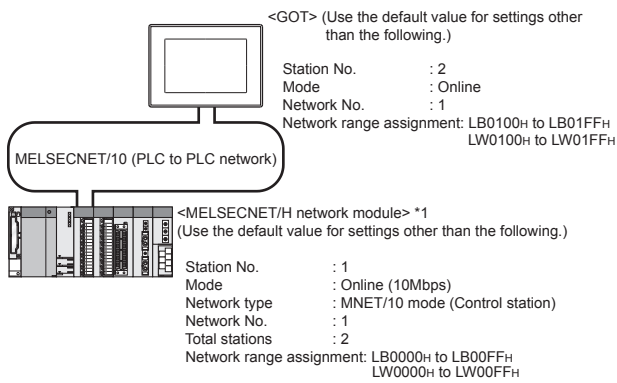 <GOT> (Use the default value for settings other
than the following.)
Station No. : 2
Mode : Online
Network No. : 1
Network range assignment: LB0100H to LB01FFH
LW0100H to LW01FFH
MELSECNET/10 (PLC to PLC network)
<MELSECNET/H network module> *1
(Use the default value for settings other than the following.)
Station No. : 1
Mode : Online (10Mbps)
Network type : MNET/10 mode (Control station)
Network No. : 1
Total stations : 2
Network range assignment: LB0000H to LB00FFH
LW0000H to LW00FFH